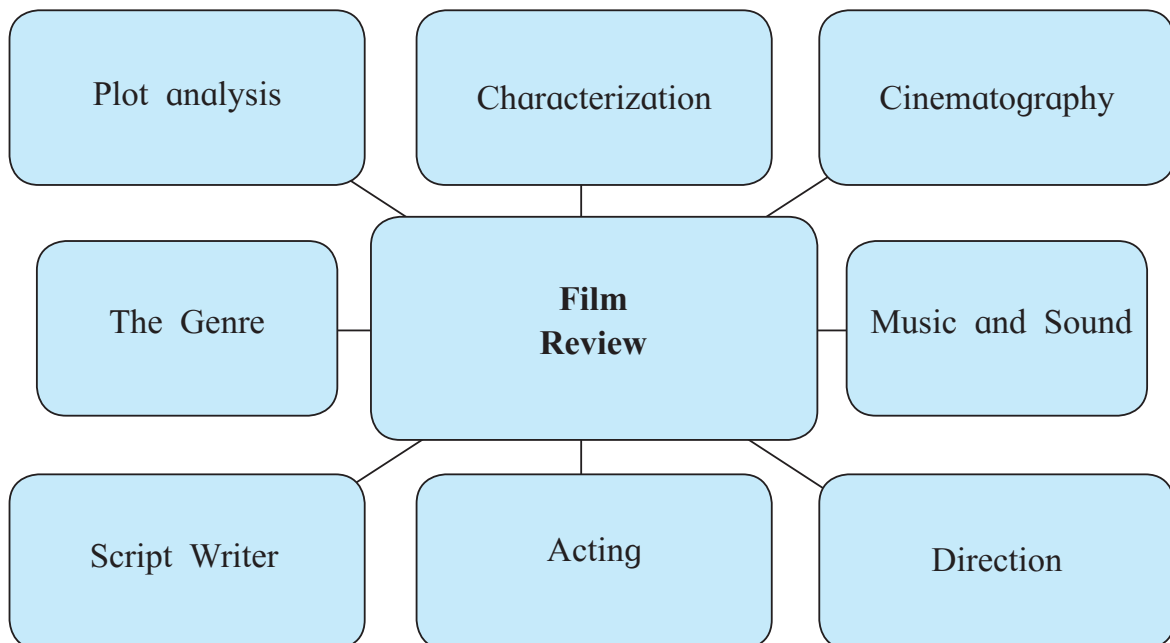 Plot analysis
Characterization
Cinematography
The Genre
Film
Review
Music and Sound
Script Writer
Acting
Direction